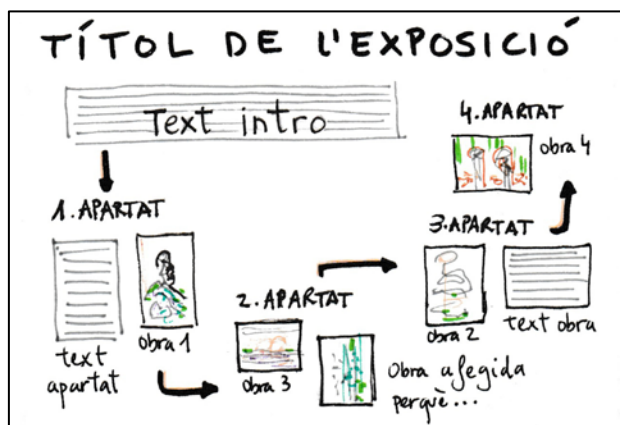 TÍTOL DE L'EXPOSICIÓ
Text intro
1. APARTAT
text
apartat
obra 1
2. APARTAT
obra 3
Obra afegida
perquè...
3. APARTAT
obra 2
text obra
4. APARTAT
obra 4